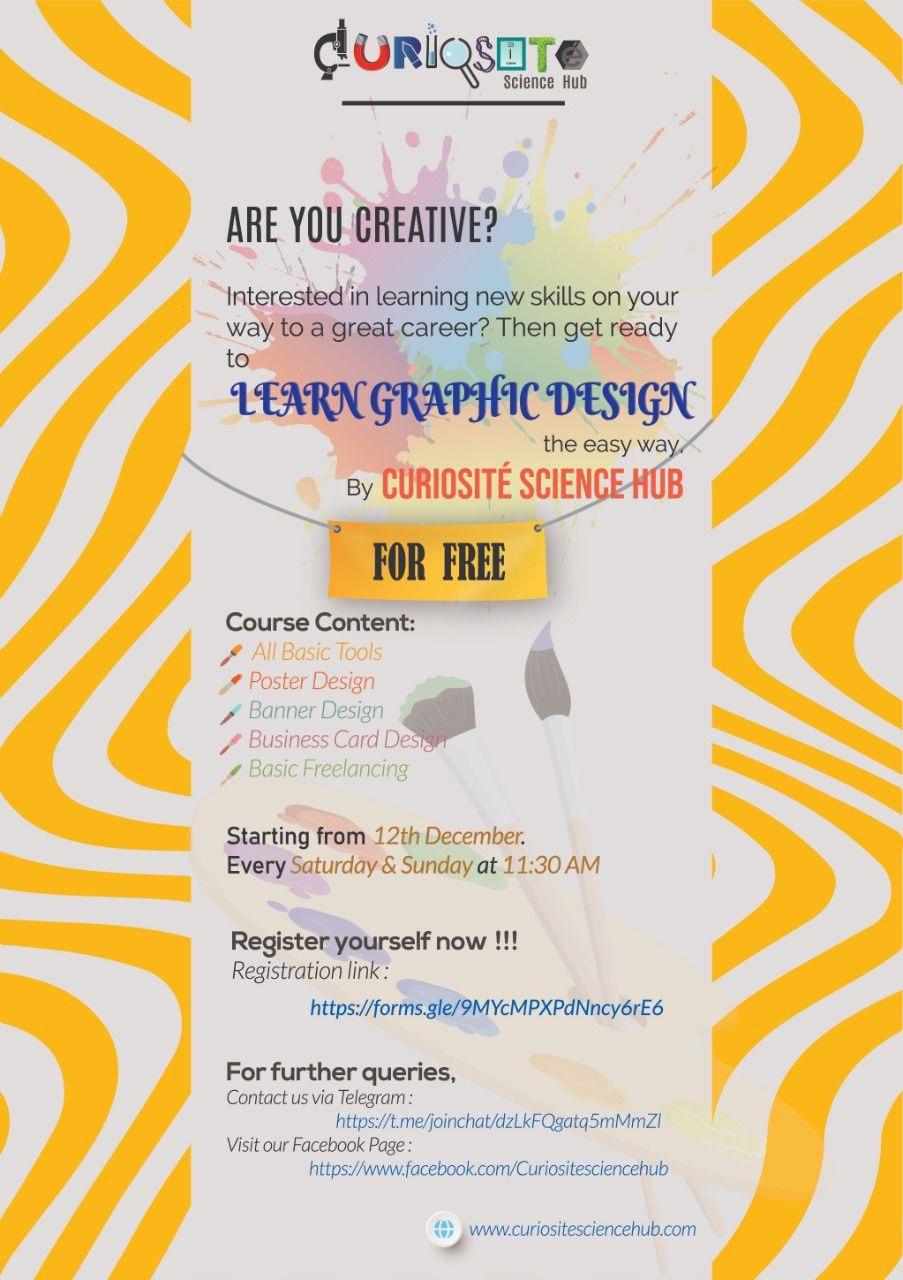 CURIOSITé
Science Hub
ARE YOU CREATIVE?
Interested in learning new skills on your
way to a great career? Then get ready
to
LEARN GRAPHIC DESIGN
the easy way,
By CURIOSITÉ SCIENCE HUB
FOR FREE
Course Content:
All Basic Tools
Poster Design
Banner Design
Business Card Design
Basic Freelancing
Starting from 12th December.
Every Saturday & Sunday at 11:30 AM
Register yourself now !!!
Registration link :
https://forms.gle/9MYcMPXPdNncy6rE6
For further queries,
Contact us via Telegram :
https://t.me/joinchat/dzLkFQgatq5mMmZl
Visit our Facebook Page :
https://www.facebook.com/Curiositesciencehub
www.curiositesciencehub.com